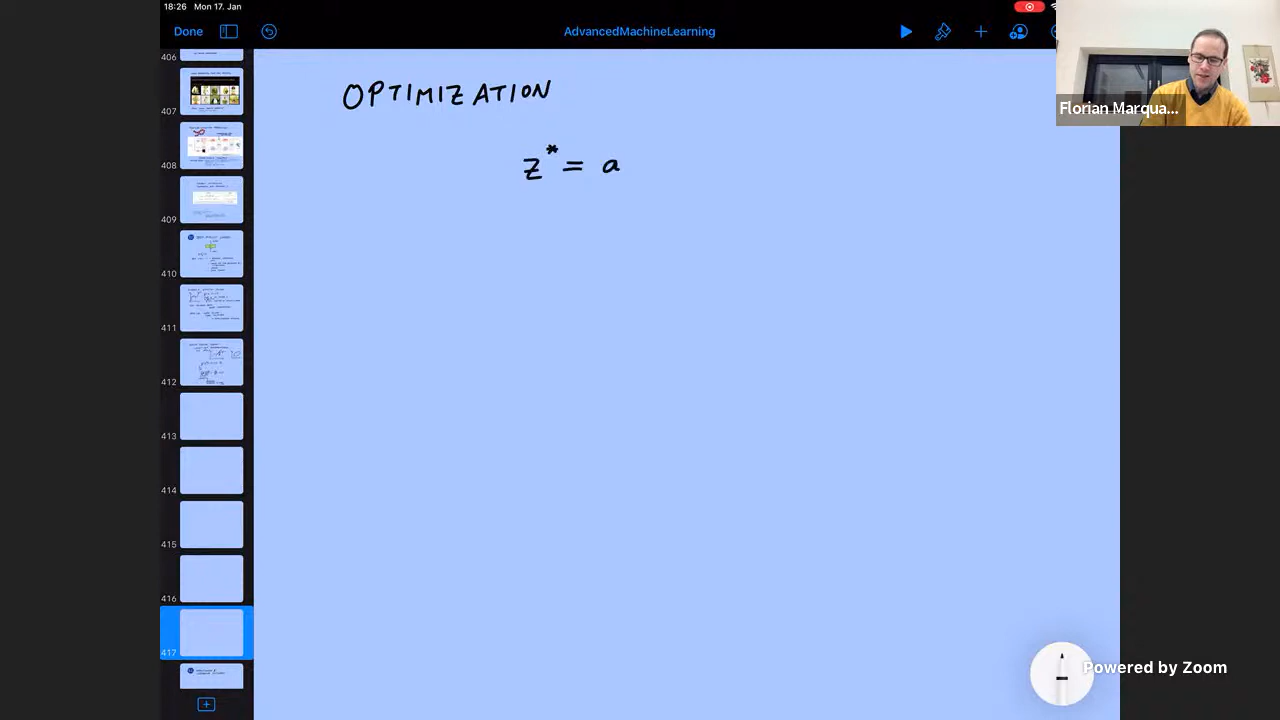 18:26 Mon 17. Jan
Done
AdvancedMachineLearning
Florian Marqua...
OPTIMIZATION
z* = a
406
407
408
409
410
411
412
413
414
415
416
417
Powered by Zoom